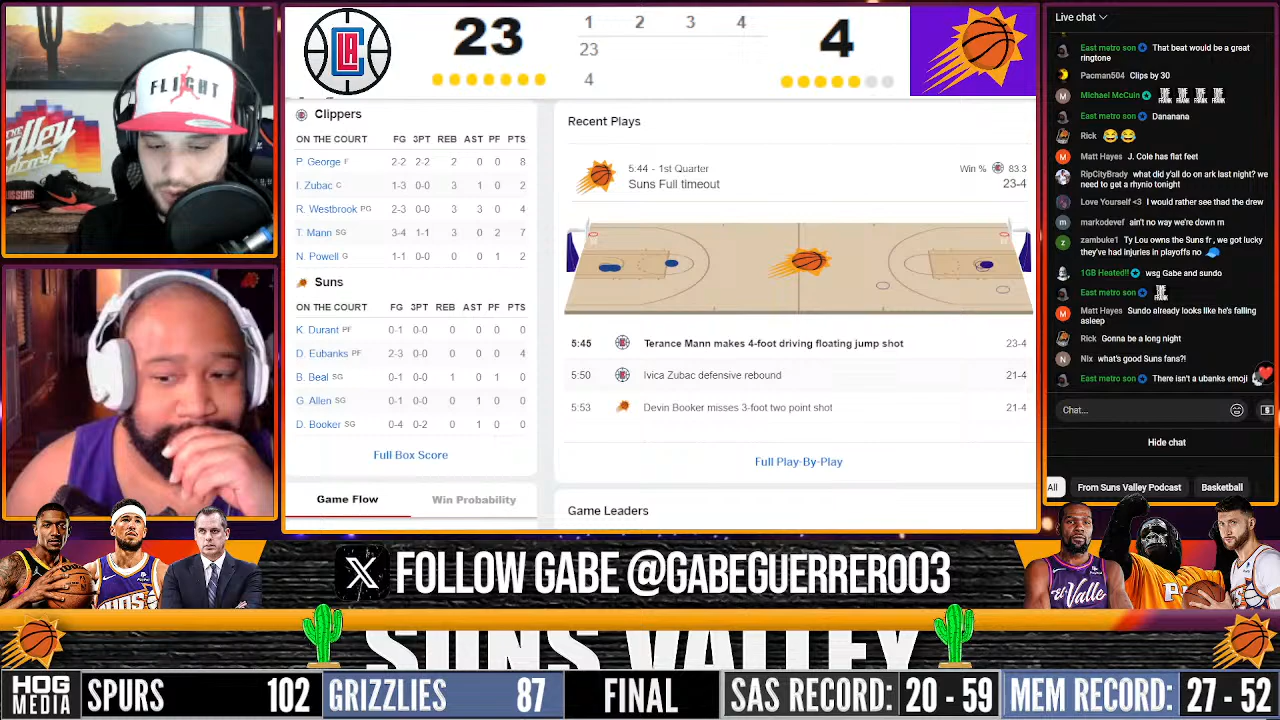 FLIGHT
THE
Valley
23
1 2 3 4
23
4
4
LA
Clippers
ON THE COURT FG 3PT REB AST PF PTS
P. George F 2-2 2-2 2 0 0 8
I. Zubac C 1-3 0-0 3 1 0 2
R. Westbrook PG 2-3 0-0 3 3 0 4
T. Mann SG 3-4 1-1 3 0 2 7
N. Powell G 1-1 0-0 0 0 1 2
Suns
ON THE COURT FG 3PT REB AST PF PTS
K. Durant PF 0-1 0-0 0 0 0 0
D. Eubanks PF 2-3 0-0 0 0 0 4
B. Beal SG 0-1 0-0 1 0 1 0
G. Allen SG 0-1 0-0 0 1 0 0
D. Booker SG 0-4 0-2 0 1 0 0
Full Box Score
Game Flow Win Probability
Recent Plays
5:44 - 1st Quarter
Suns Full timeout
Win % 83.3
23-4
5:45 Terance Mann makes 4-foot driving floating jump shot 23-4
5:50 Ivica Zubac defensive rebound 21-4
5:53 Devin Booker misses 3-foot two point shot 21-4
Full Play-By-Play
Game Leaders
Live chat
East metro son That beat would be a great
ringtone
Pacman504 Clips by 30
Michael McCuin
East metro son Dananana
Rick 😂😂
Matt Hayes J. Cole has flat feet
RipCityBrady what did y'all do on ark last night? we
need to get a rhyto tonight
Love Yourself <3 I would rather see thad the drew
markodevef ain't no way we're down rn
zambuke1 Ty Lou owns the Suns fr , we got lucky
they've had injuries in playoffs no 🧢
1GB Heated!! wsg Gabe and sundo
East metro son
Matt Hayes Sundo already looks like he's falling
asleep
Rick Gonna be a long night
Nix what's good Suns fans?!
East metro son There isn't a ubanks emoji
Chat...
Hide chat
All From Suns Valley Podcast Basketball
X FOLLOW GABE @GABEGUERRERO03
SUNS VALLEY
HOG
MEDIA
SPURS 102 GRIZZLIES 87 FINAL SAS RECORD: 20 - 59 MEM RECORD: 27 - 52